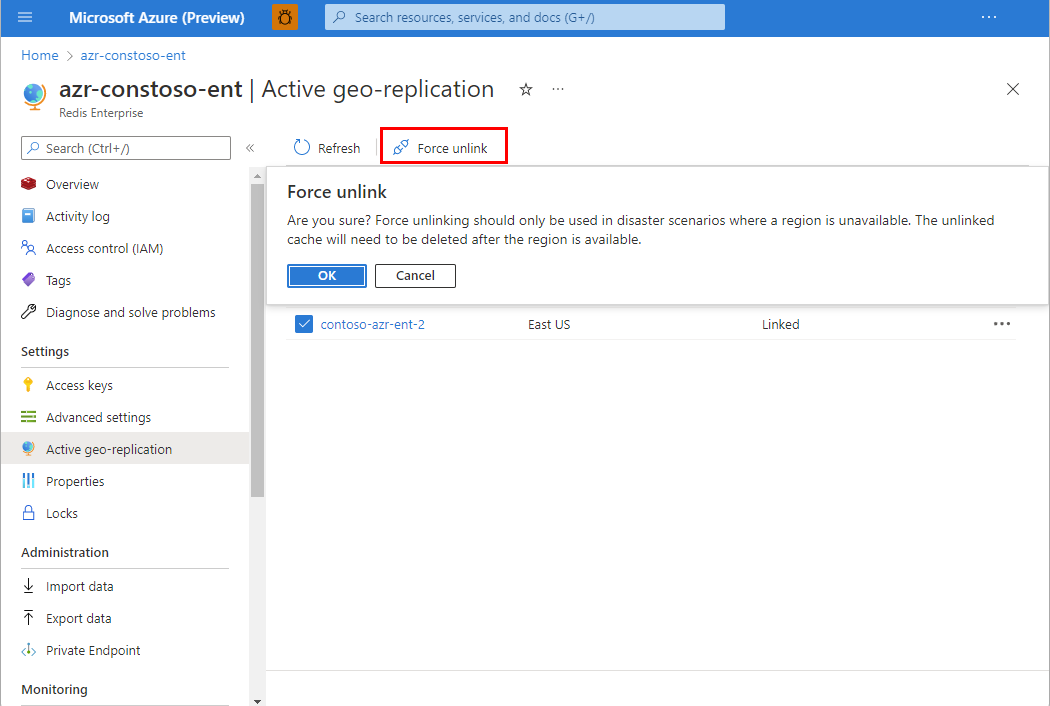 Microsoft Azure (Preview)
Search resources, services, and docs (G+/)
Home > azr-constoso-ent
azr-constoso-ent | Active geo-replication
Redis Enterprise
Search (Ctrl+/)
Refresh
Force unlink
Overview
Activity log
Access control (IAM)
Tags
Diagnose and solve problems
Settings
Access keys
Advanced settings
Active geo-replication
Properties
Locks
Administration
Import data
Export data
Private Endpoint
Monitoring
Force unlink
Are you sure? Force unlinking should only be used in disaster scenarios where a region is unavailable. The unlinked
cache will need to be deleted after the region is available.
OK
Cancel
contoso-azr-ent-2 East US Linked